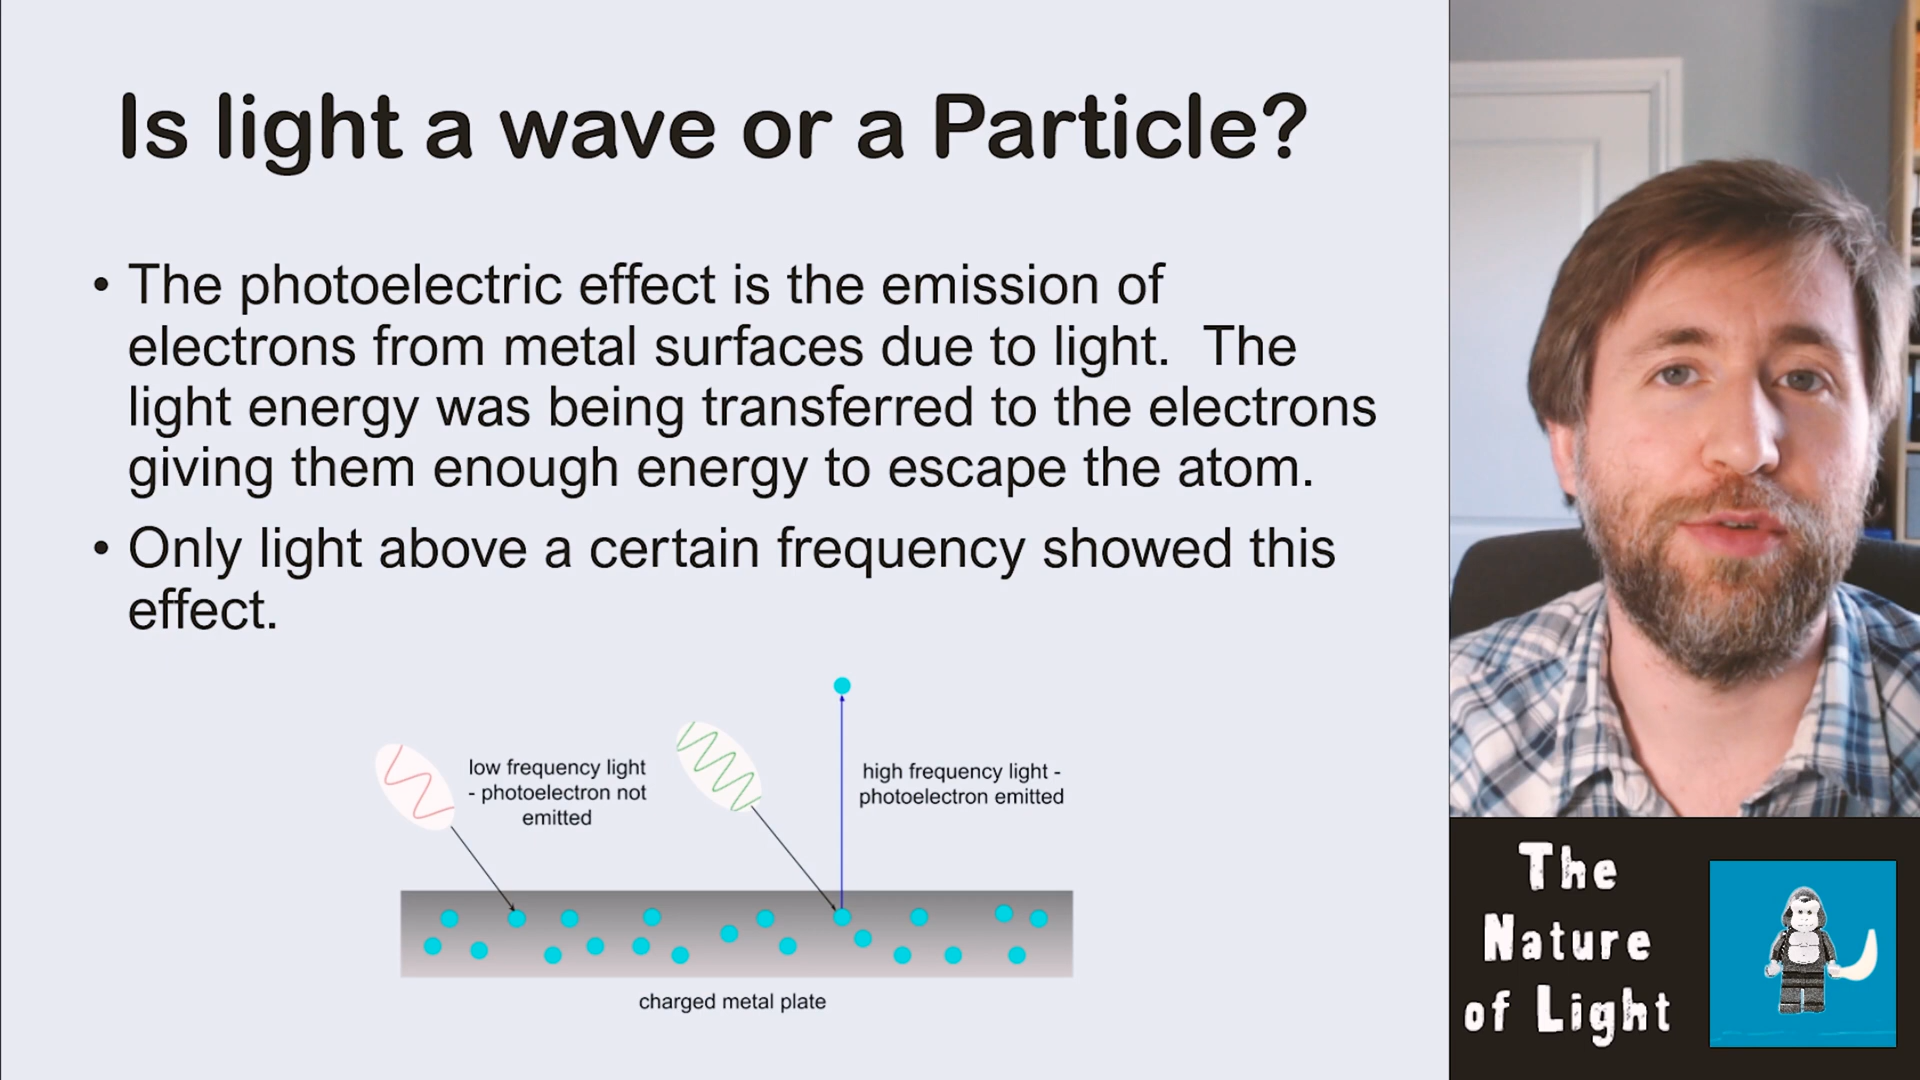 Is light a wave or a Particle?
• The photoelectric effect is the emission of
electrons from metal surfaces due to light.  The
light energy was being transferred to the electrons
giving them enough energy to escape the atom.
• Only light above a certain frequency showed this
effect.
low frequency light
- photoelectron not
emitted
high frequency light -
photoelectron emitted
charged metal plate
The
Nature
of Light